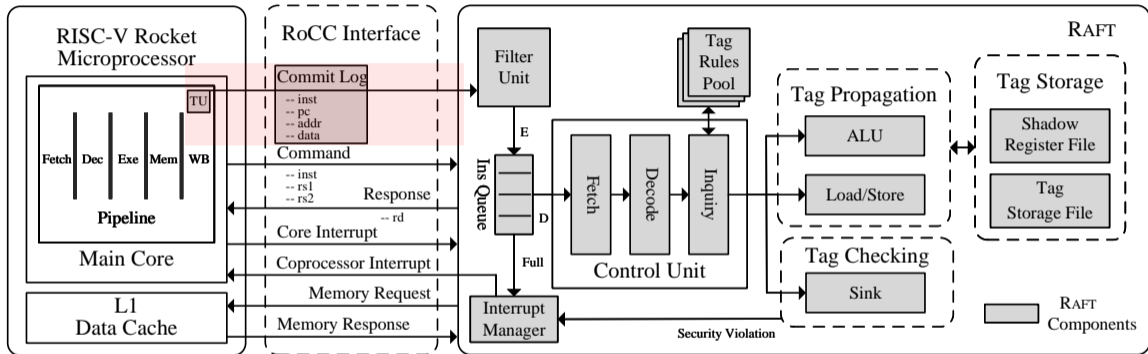 RISC-V Rocket
Microprocessor
TU
Fetch
Dec
Exe
Mem
WB
Pipeline
Main Core
L1
Data Cache
RoCC Interface
Commit Log
-- inst
-- pc
-- addr
-- data
Command
-- inst
-- rs1
-- rs2
Response
-- rd
Core Interrupt
Coprocessor Interrupt
Memory Request
Memory Response
RAFT
Filter
Unit
E
Ins Queue
D
Full
Interrupt
Manager
Fetch
Decode
Inquiry
Control Unit
Tag
Rules
Pool
Tag Propagation
ALU
Load/Store
Tag Checking
Sink
Security Violation
Tag Storage
Shadow
Register File
Tag
Storage File
RAFT
Components